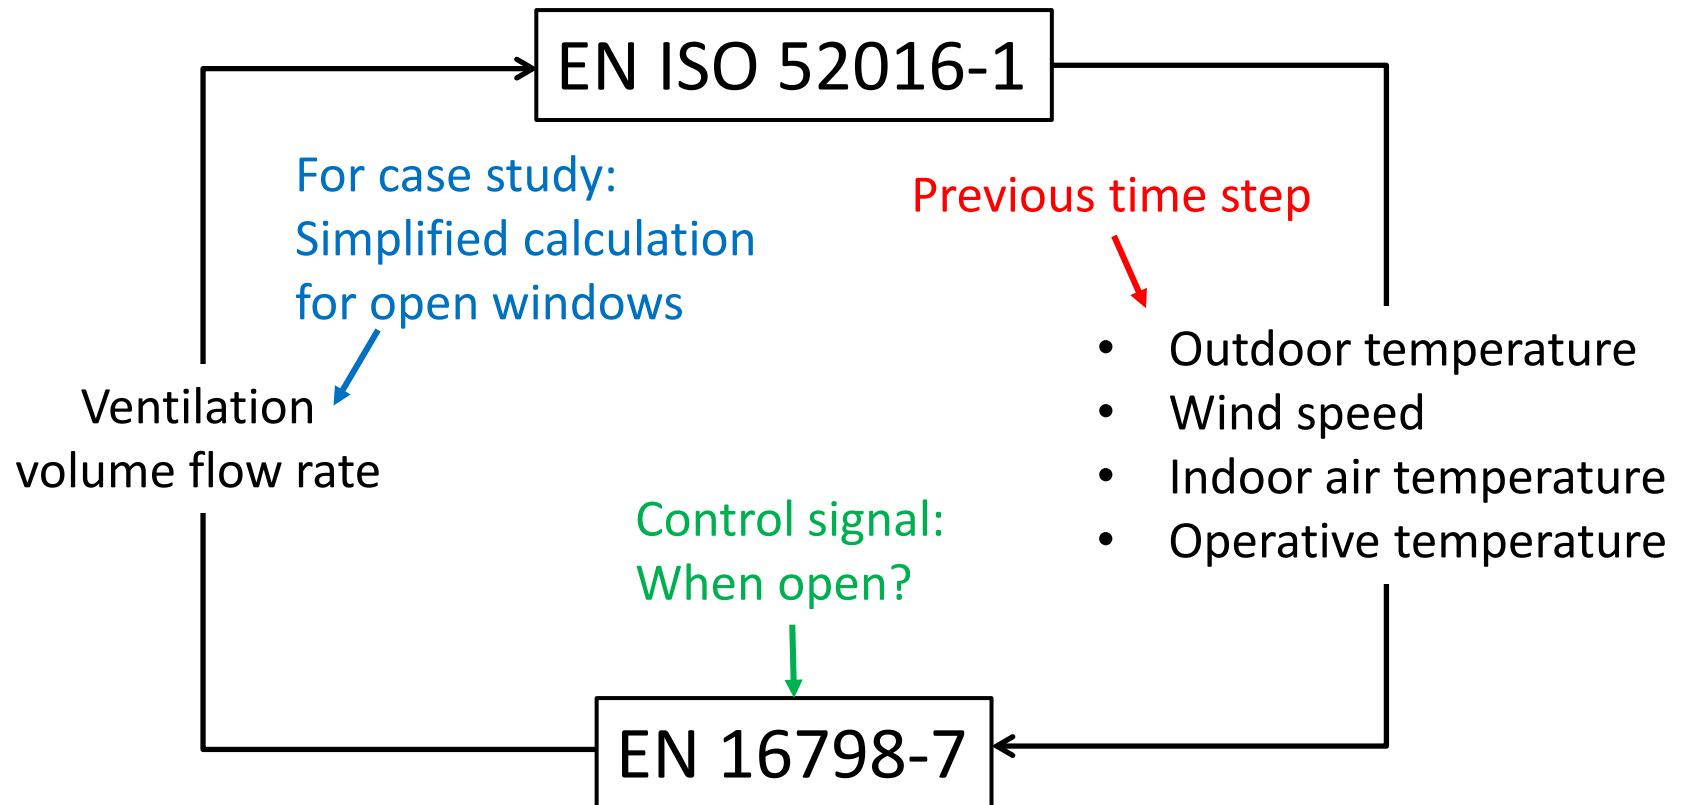 EN ISO 52016-1
For case study:
Simplified calculation
for open windows
Previous time step
• Outdoor temperature
• Wind speed
• Indoor air temperature
• Operative temperature
Ventilation
volume flow rate
Control signal:
When open?
EN 16798-7